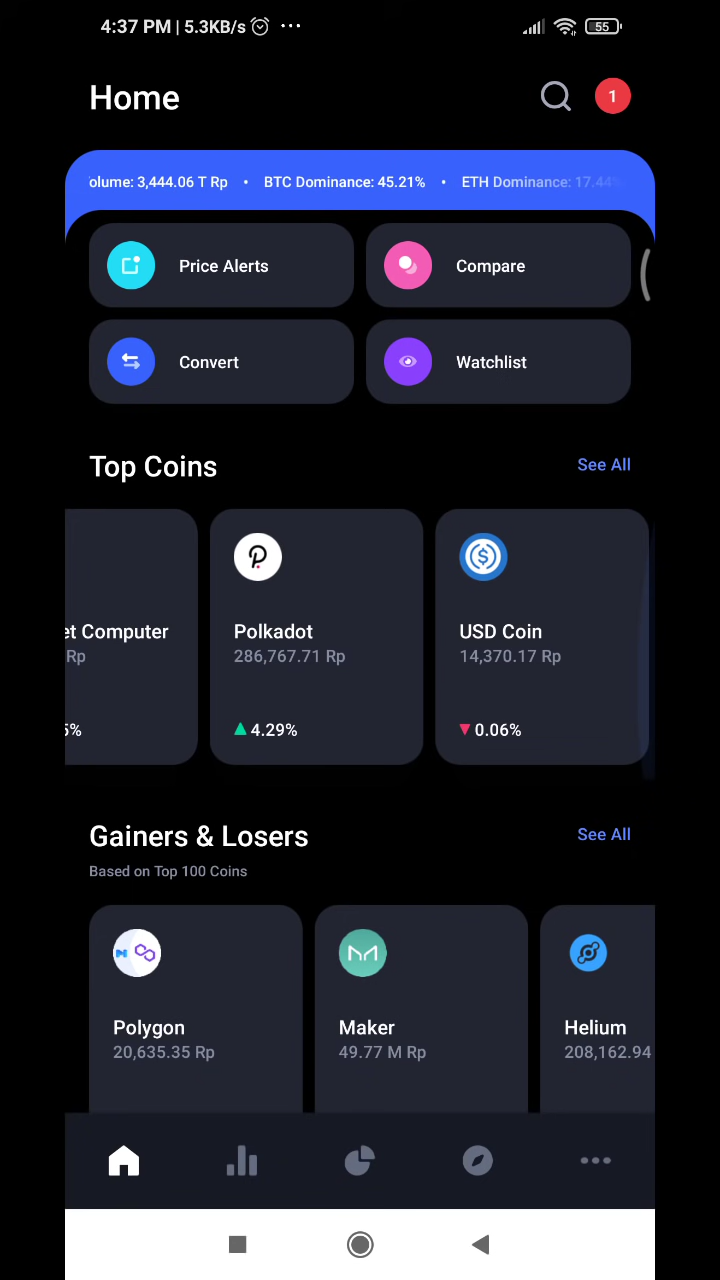 4:37 PM | 5.3KB/s
55
Home
1
olume: 3,444.06 T Rp • BTC Dominance: 45.21% • ETH Dominance: 17.44%
Price Alerts
Compare
Convert
Watchlist
Top Coins
See All
et Computer
Rp
5%
Polkadot
286,767.71 Rp
4.29%
USD Coin
14,370.17 Rp
0.06%
Gainers & Losers
See All
Based on Top 100 Coins
Polygon
20,635.35 Rp
Maker
49.77 M Rp
Helium
208,162.94